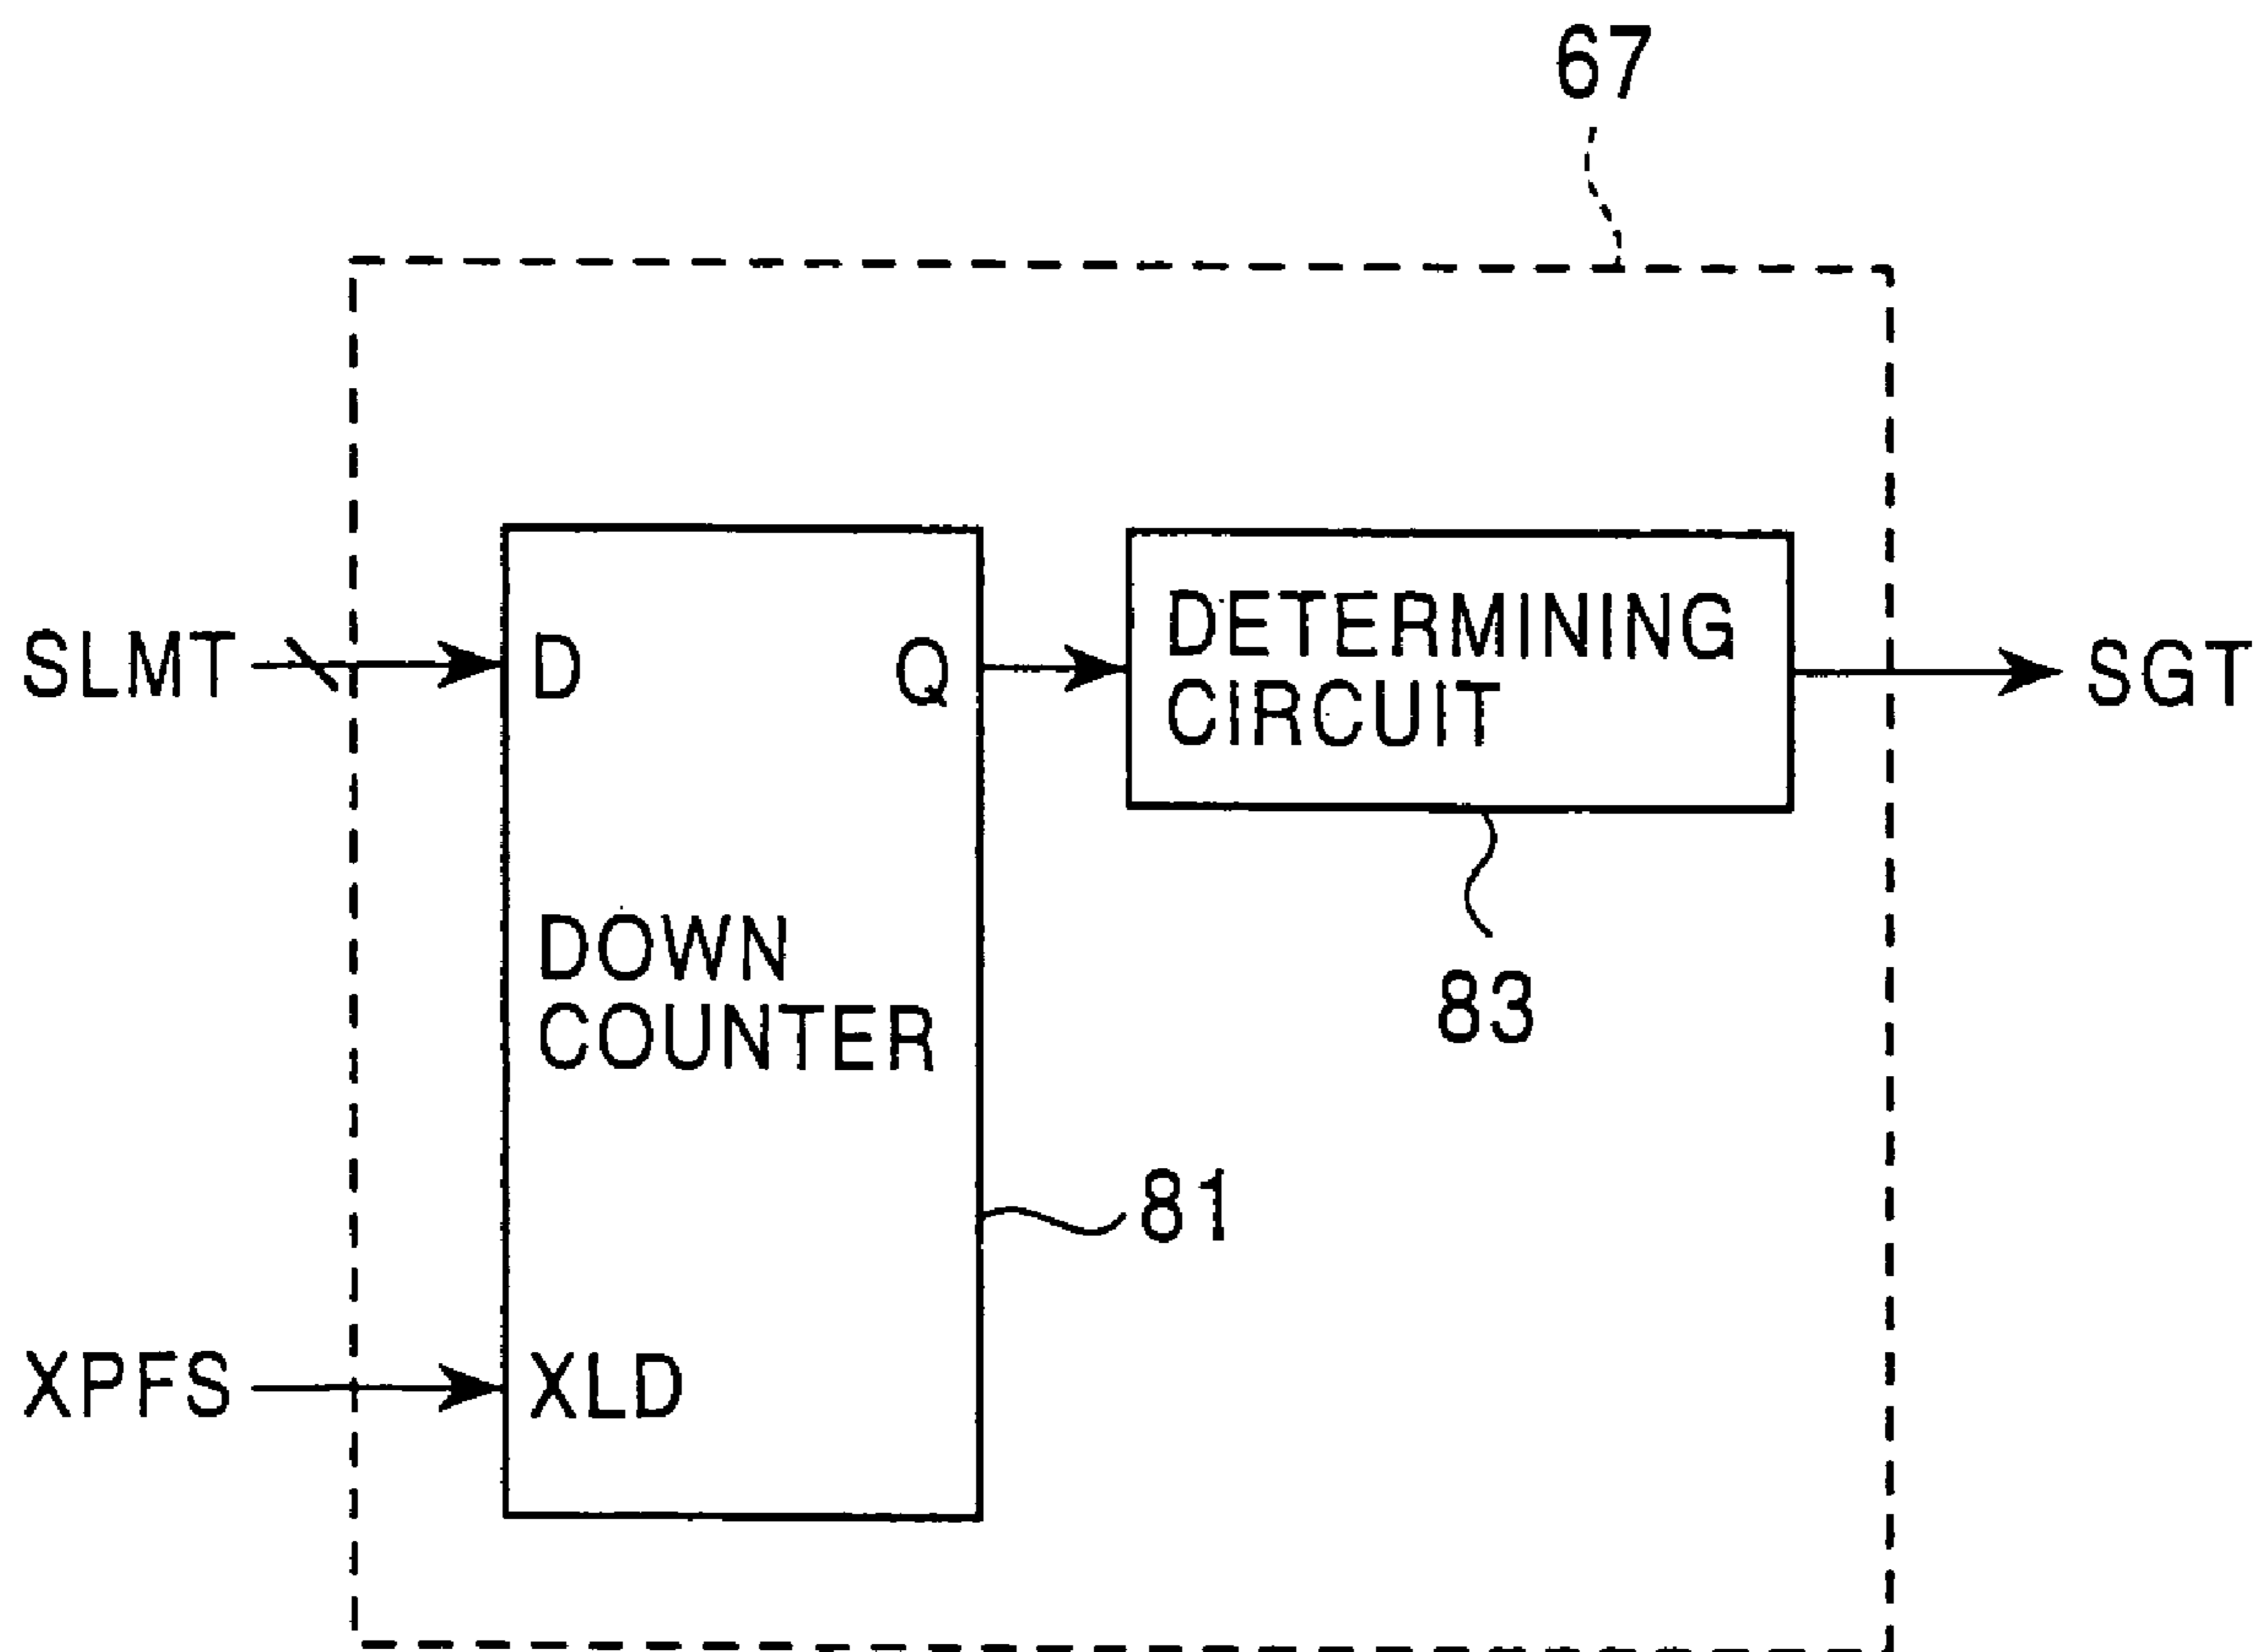 67
SLMT
D
Q
DETERMINING
CIRCUIT
SGT
DOWN
COUNTER
83
81
XPFS
XLD